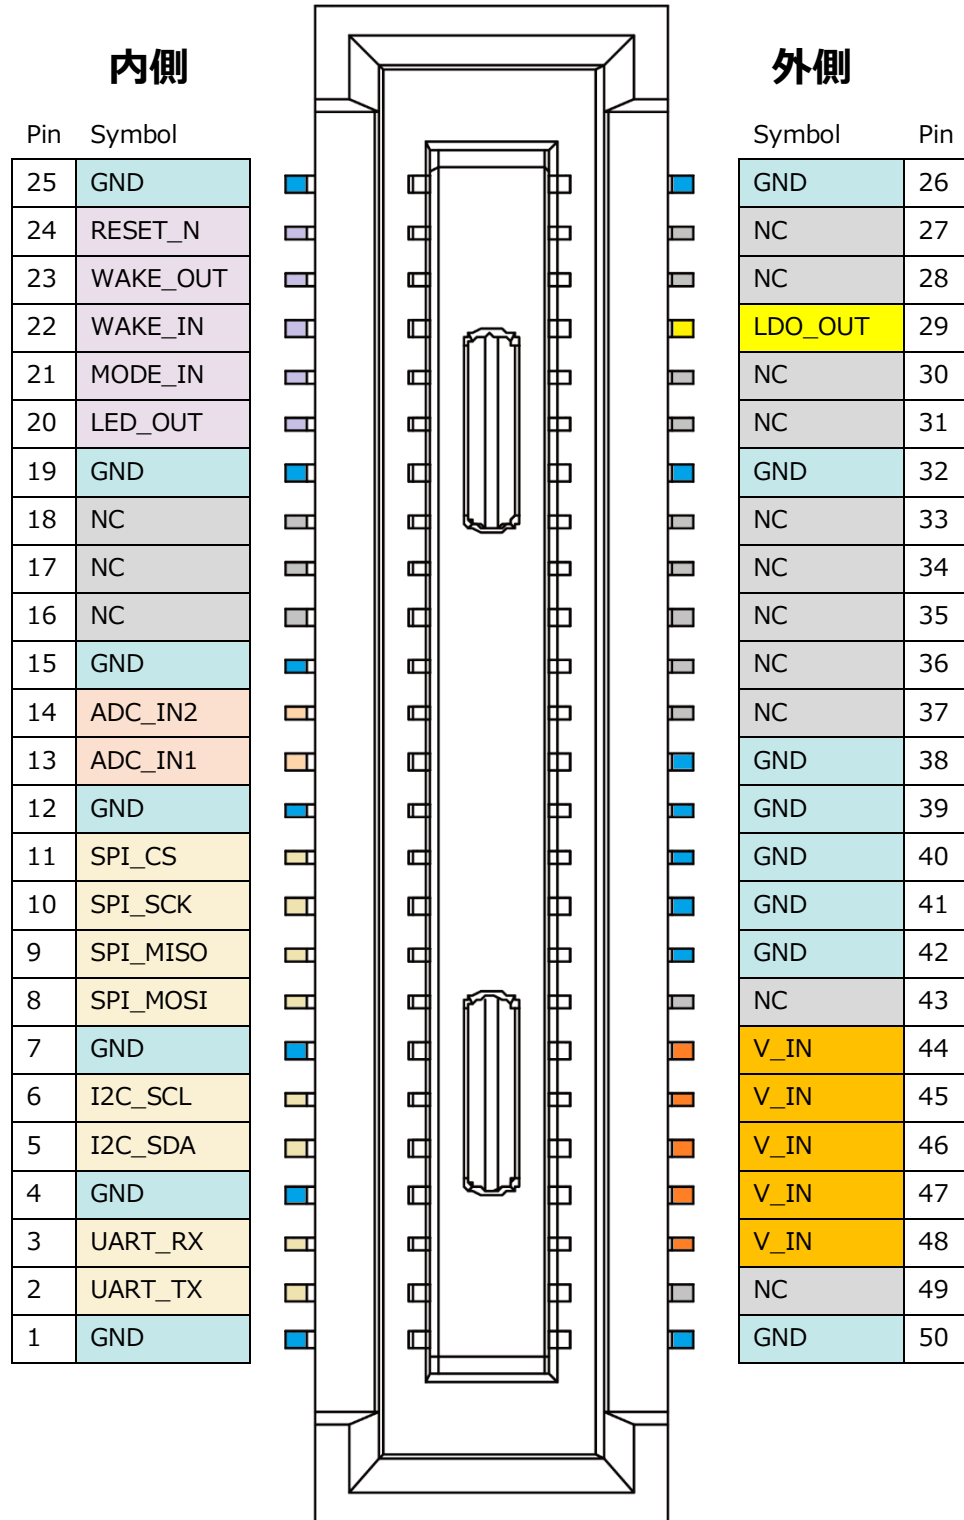 内側 外側
Pin Symbol Symbol Pin
25 GND GND 26
24 RESET_N NC 27
23 WAKE_OUT NC 28
22 WAKE_IN LDO_OUT 29
21 MODE_IN NC 30
20 LED_OUT NC 31
19 GND GND 32
18 NC NC 33
17 NC NC 34
16 NC NC 35
15 GND NC 36
14 ADC_IN2 NC 37
13 ADC_IN1 GND 38
12 GND GND 39
11 SPI_CS GND 40
10 SPI_SCK GND 41
9 SPI_MISO GND 42
8 SPI_MOSI NC 43
7 GND V_IN 44
6 I2C_SCL V_IN 45
5 I2C_SDA V_IN 46
4 GND V_IN 47
3 UART_RX V_IN 48
2 UART_TX NC 49
1 GND GND 50